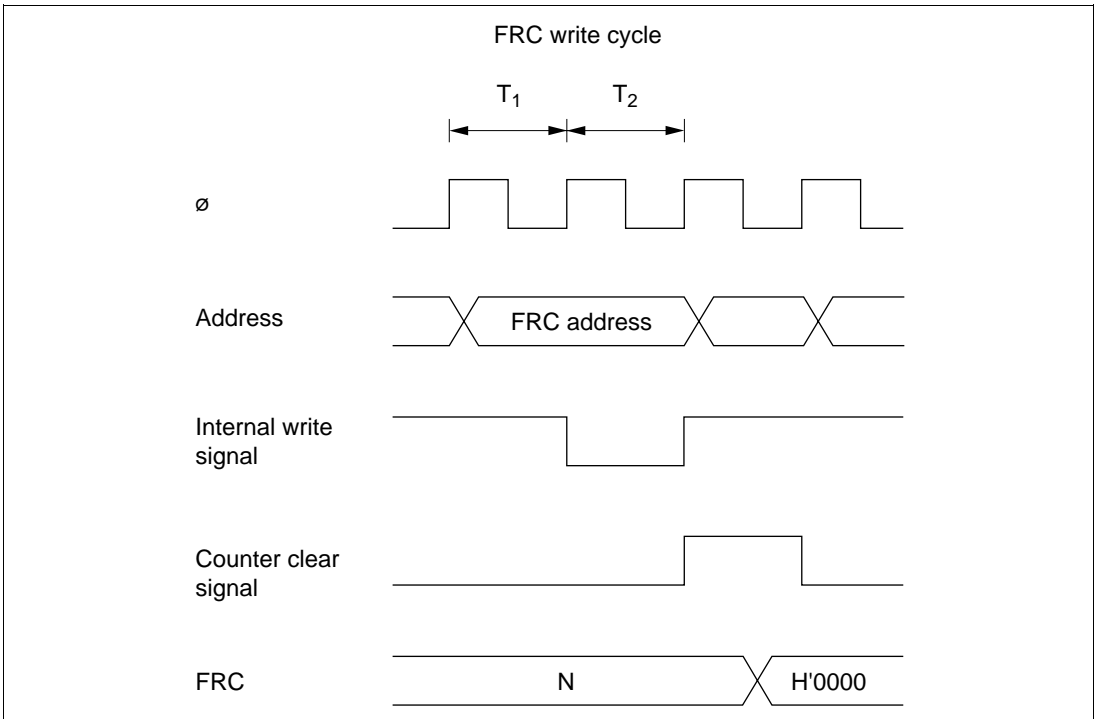 FRC write cycle
T1 T2
ø
Address
FRC address
Internal write
signal
Counter clear
signal
FRC
N
H'0000